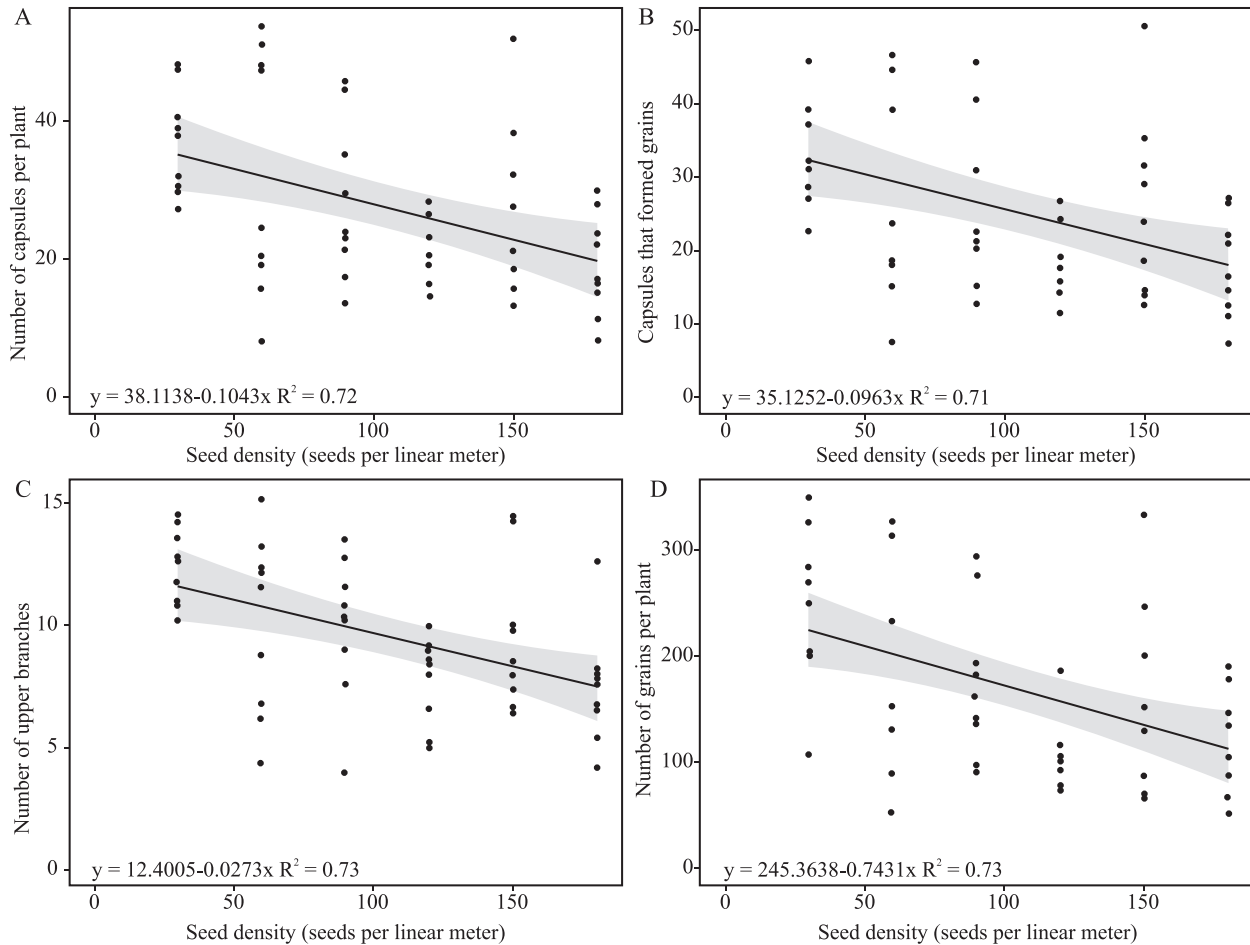 A
Number of capsules per plant
40
20
0
y = 38.1138-0.1043x R² = 0.72
0 50 100 150
Seed density (seeds per linear meter)
B
Capsules that formed grains
50
40
30
20
10
0
y = 35.1252-0.0963x R² = 0.71
0 50 100 150
Seed density (seeds per linear meter)
C
Number of upper branches
15
10
5
0
y = 12.4005-0.0273x R² = 0.73
0 50 100 150
Seed density (seeds per linear meter)
D
Number of grains per plant
300
200
100
0
y = 245.3638-0.7431x R² = 0.73
0 50 100 150
Seed density (seeds per linear meter)